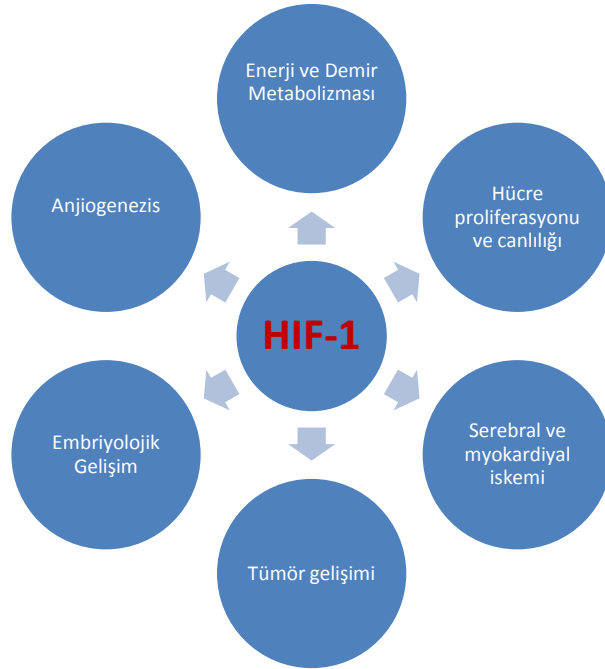 Enerji ve Demir
Metabolizması
Hücre
proliferasyonu
ve canlılığı
Serebral ve
myokardiyal
iskemi
Tümör gelişimi
Embriyolojik
Gelişim
Anjiogenezis
HIF-1